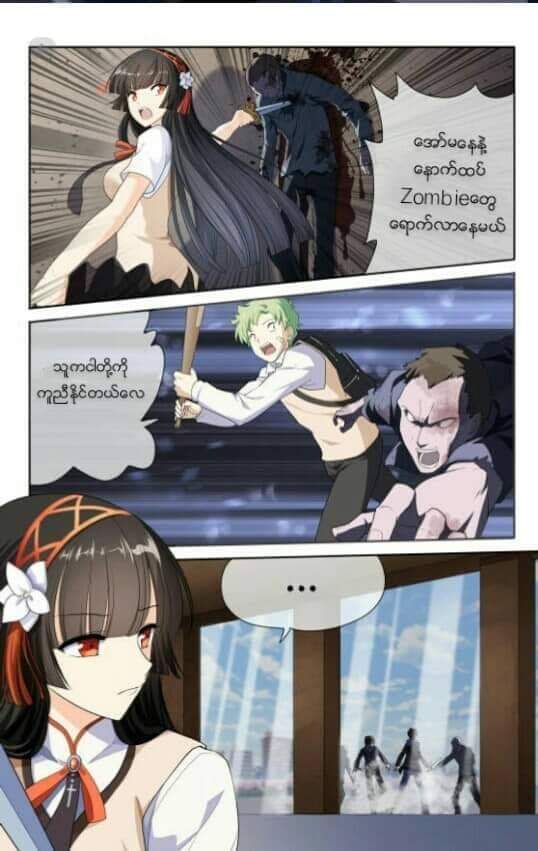 အော်မနေနဲ့
နောက်ထပ်
Zombieတွေ
ရောက်လာနေမယ်
သူကငါတို့ကို
ကူညီနိုင်တယ်လေ
...